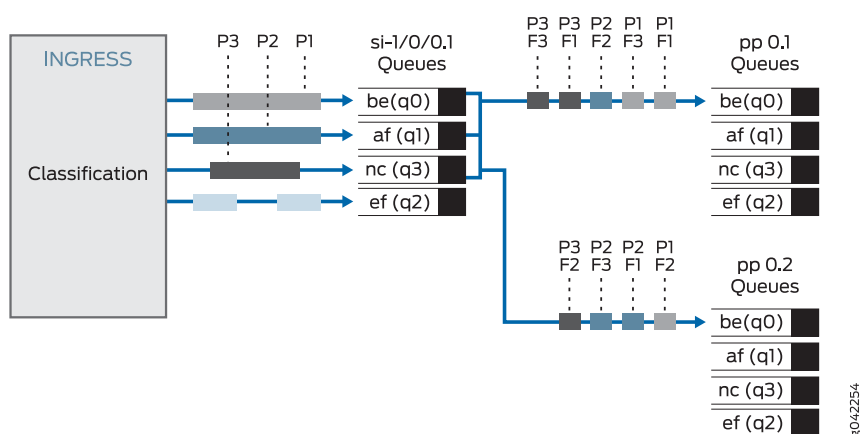 INGRESS
Classification
P3 P2 P1
si-1/0/0.1
Queues
be(q0)
af (q1)
nc (q3)
ef (q2)
P3 P3 P2 P1 P1
F3 F1 F2 F3 F1
pp 0.1
Queues
be(q0)
af (q1)
nc (q3)
ef (q2)
P3 P2 P2 P1
F2 F3 F1 F2
pp 0.2
Queues
be(q0)
af (q1)
nc (q3)
ef (q2)
g042254